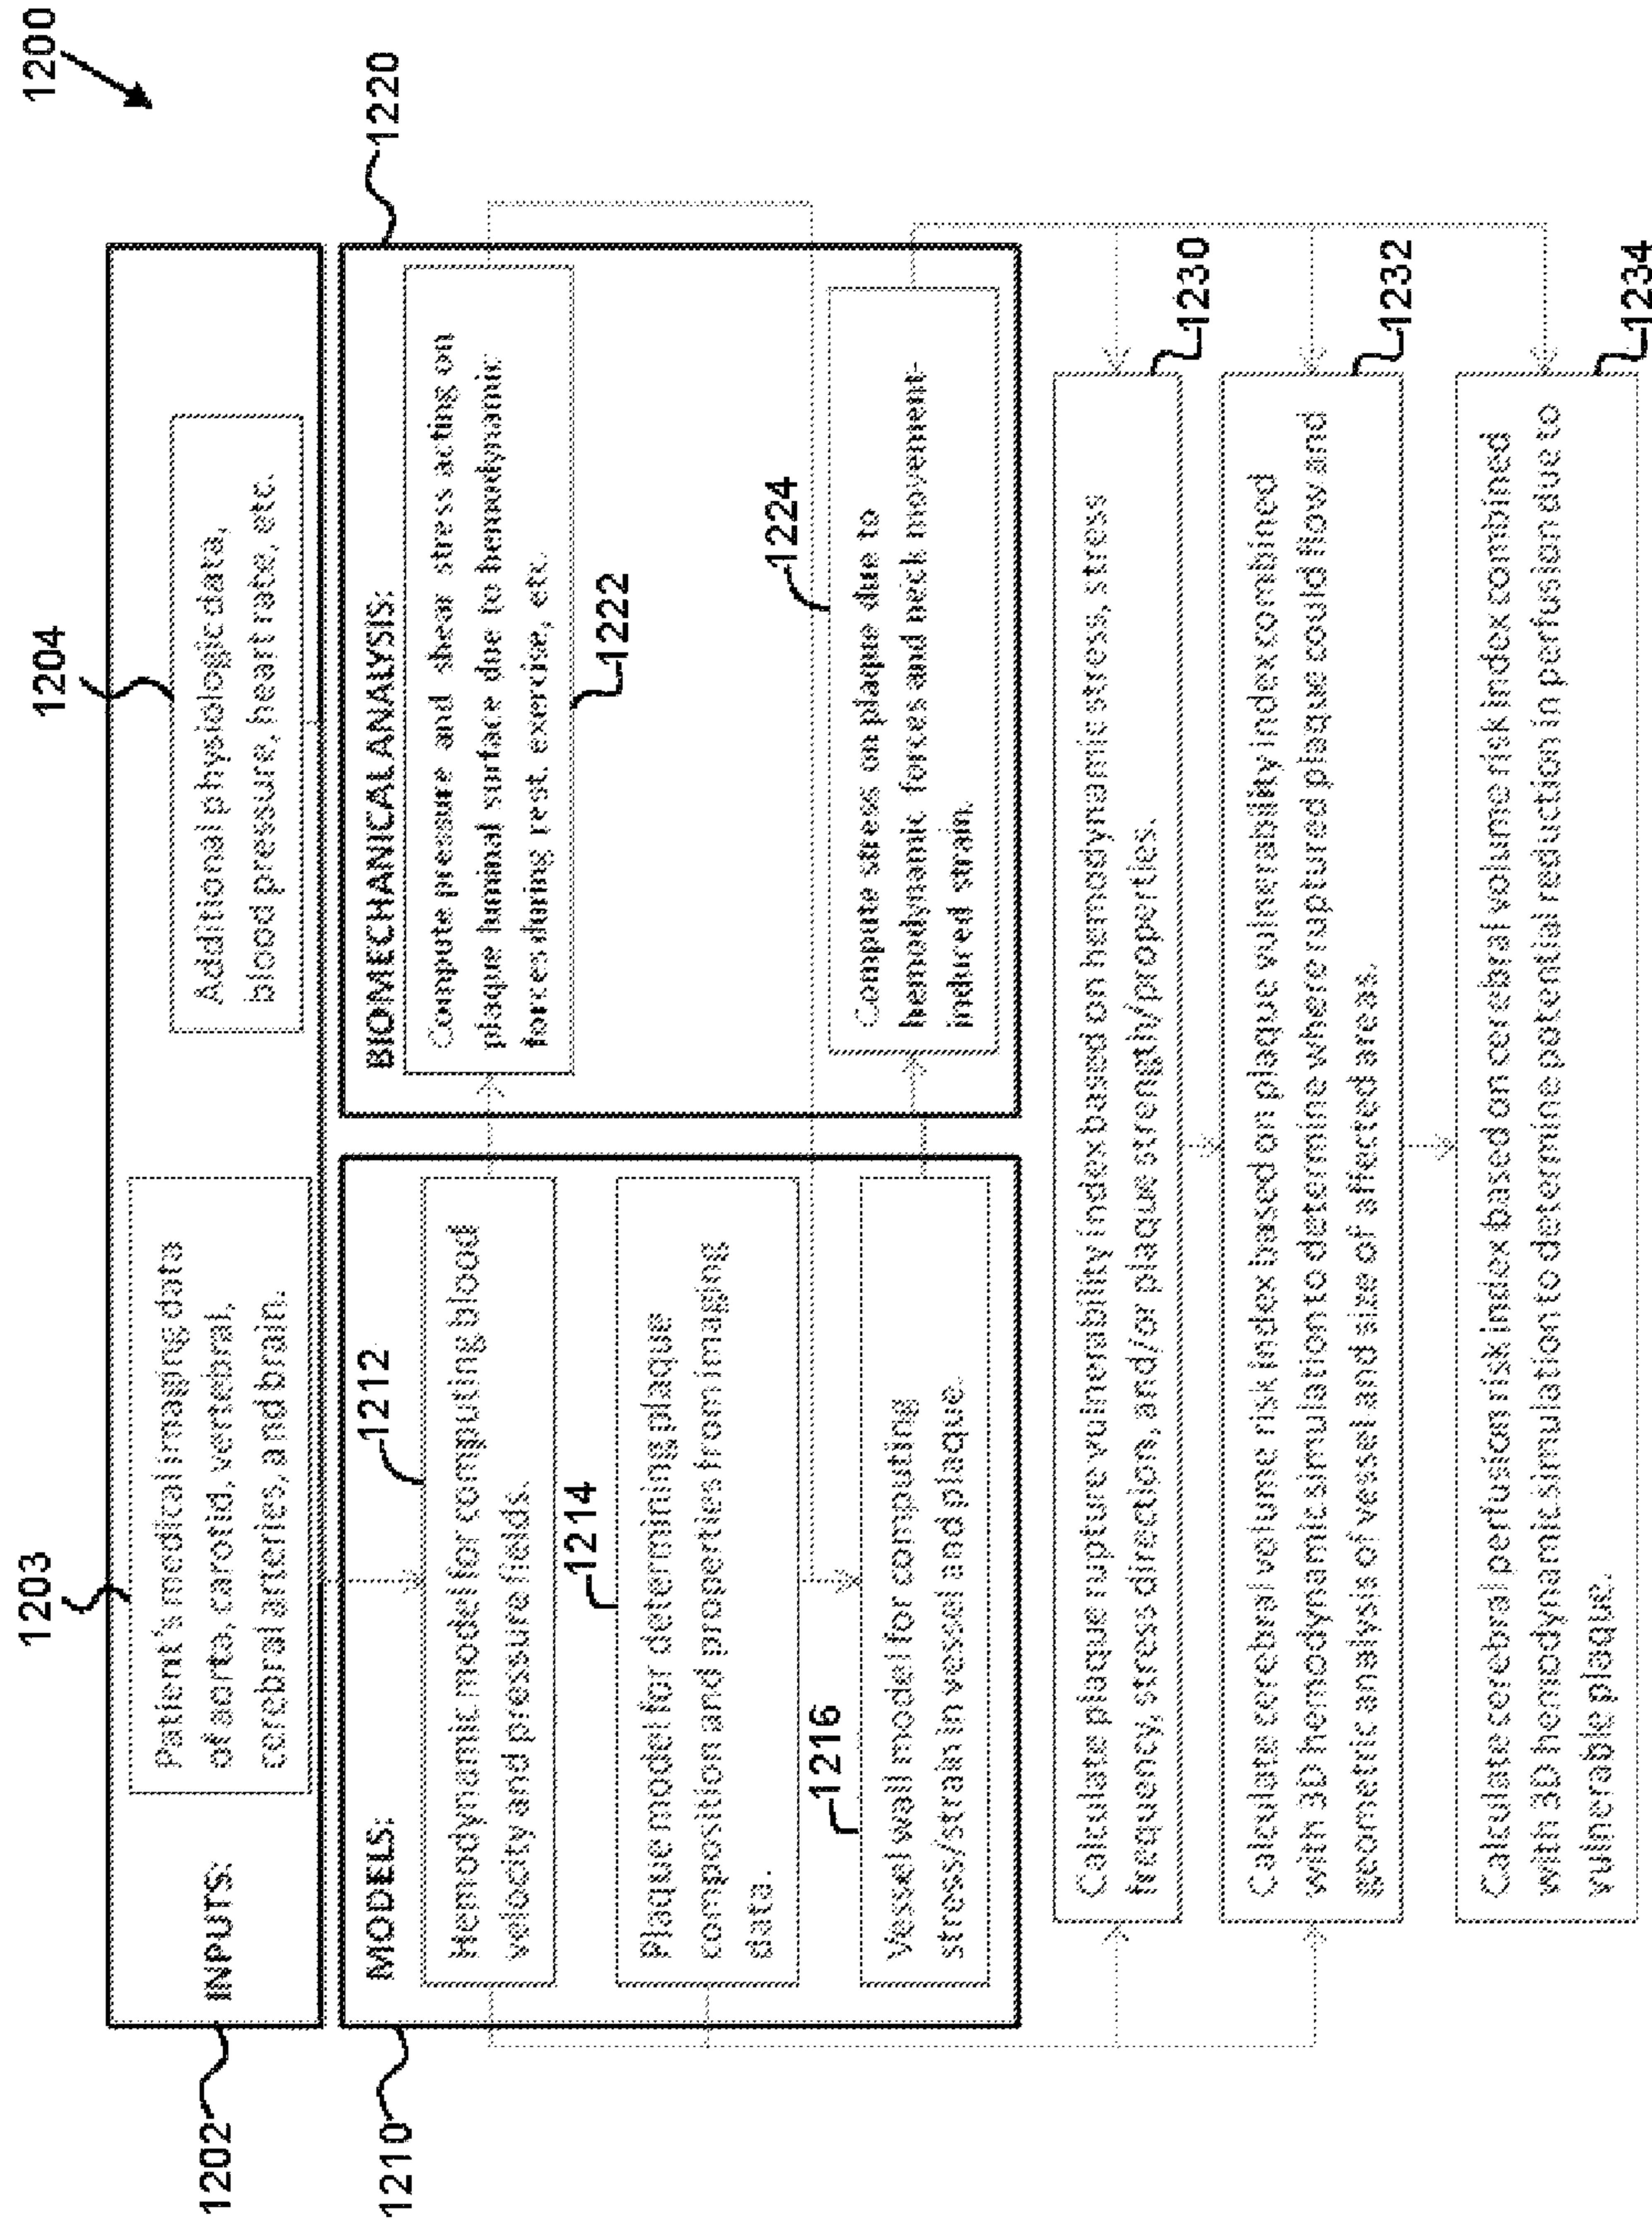 1200
1203
1204
1202
INPUTS:
Patient's medical imaging data
of aorta, carotid, vertebral,
cerebral arteries, and brain.
Additional physiologic data,
blood pressure, heart rate, etc.
1210
MODELS:
1212
Hemodynamic model for computing blood
velocity and pressure fields.
1214
Plaque model for determining plaque
composition and properties from imaging
data.
1216
Vessel wall model for computing
stress/strain in vessel and plaque.
1220
BIOMECHANICAL ANALYSIS:
Compute pressure and shear stress acting on
plaque luminal surface due to hemodynamic
forces during rest, exercise, etc.
1222
1224
Compute stress on plaque due to
hemodynamic forces and neck movement-
induced strain.
Calculate plaque rupture vulnerability index based on hemodynamic stress, stress
frequency, stress direction, and/or plaque strength/properties.
1230
Calculate cerebral volume risk index based on plaque vulnerability index combined
with 3D hemodynamic simulation to determine where ruptured plaque could flow and
geometric analysis of vessel and size of affected areas.
1232
Calculate cerebral perfusion risk index based on cerebral volume risk index combined
with 3D hemodynamic simulation to determine potential reduction in perfusion due to
vulnerable plaque.
1234